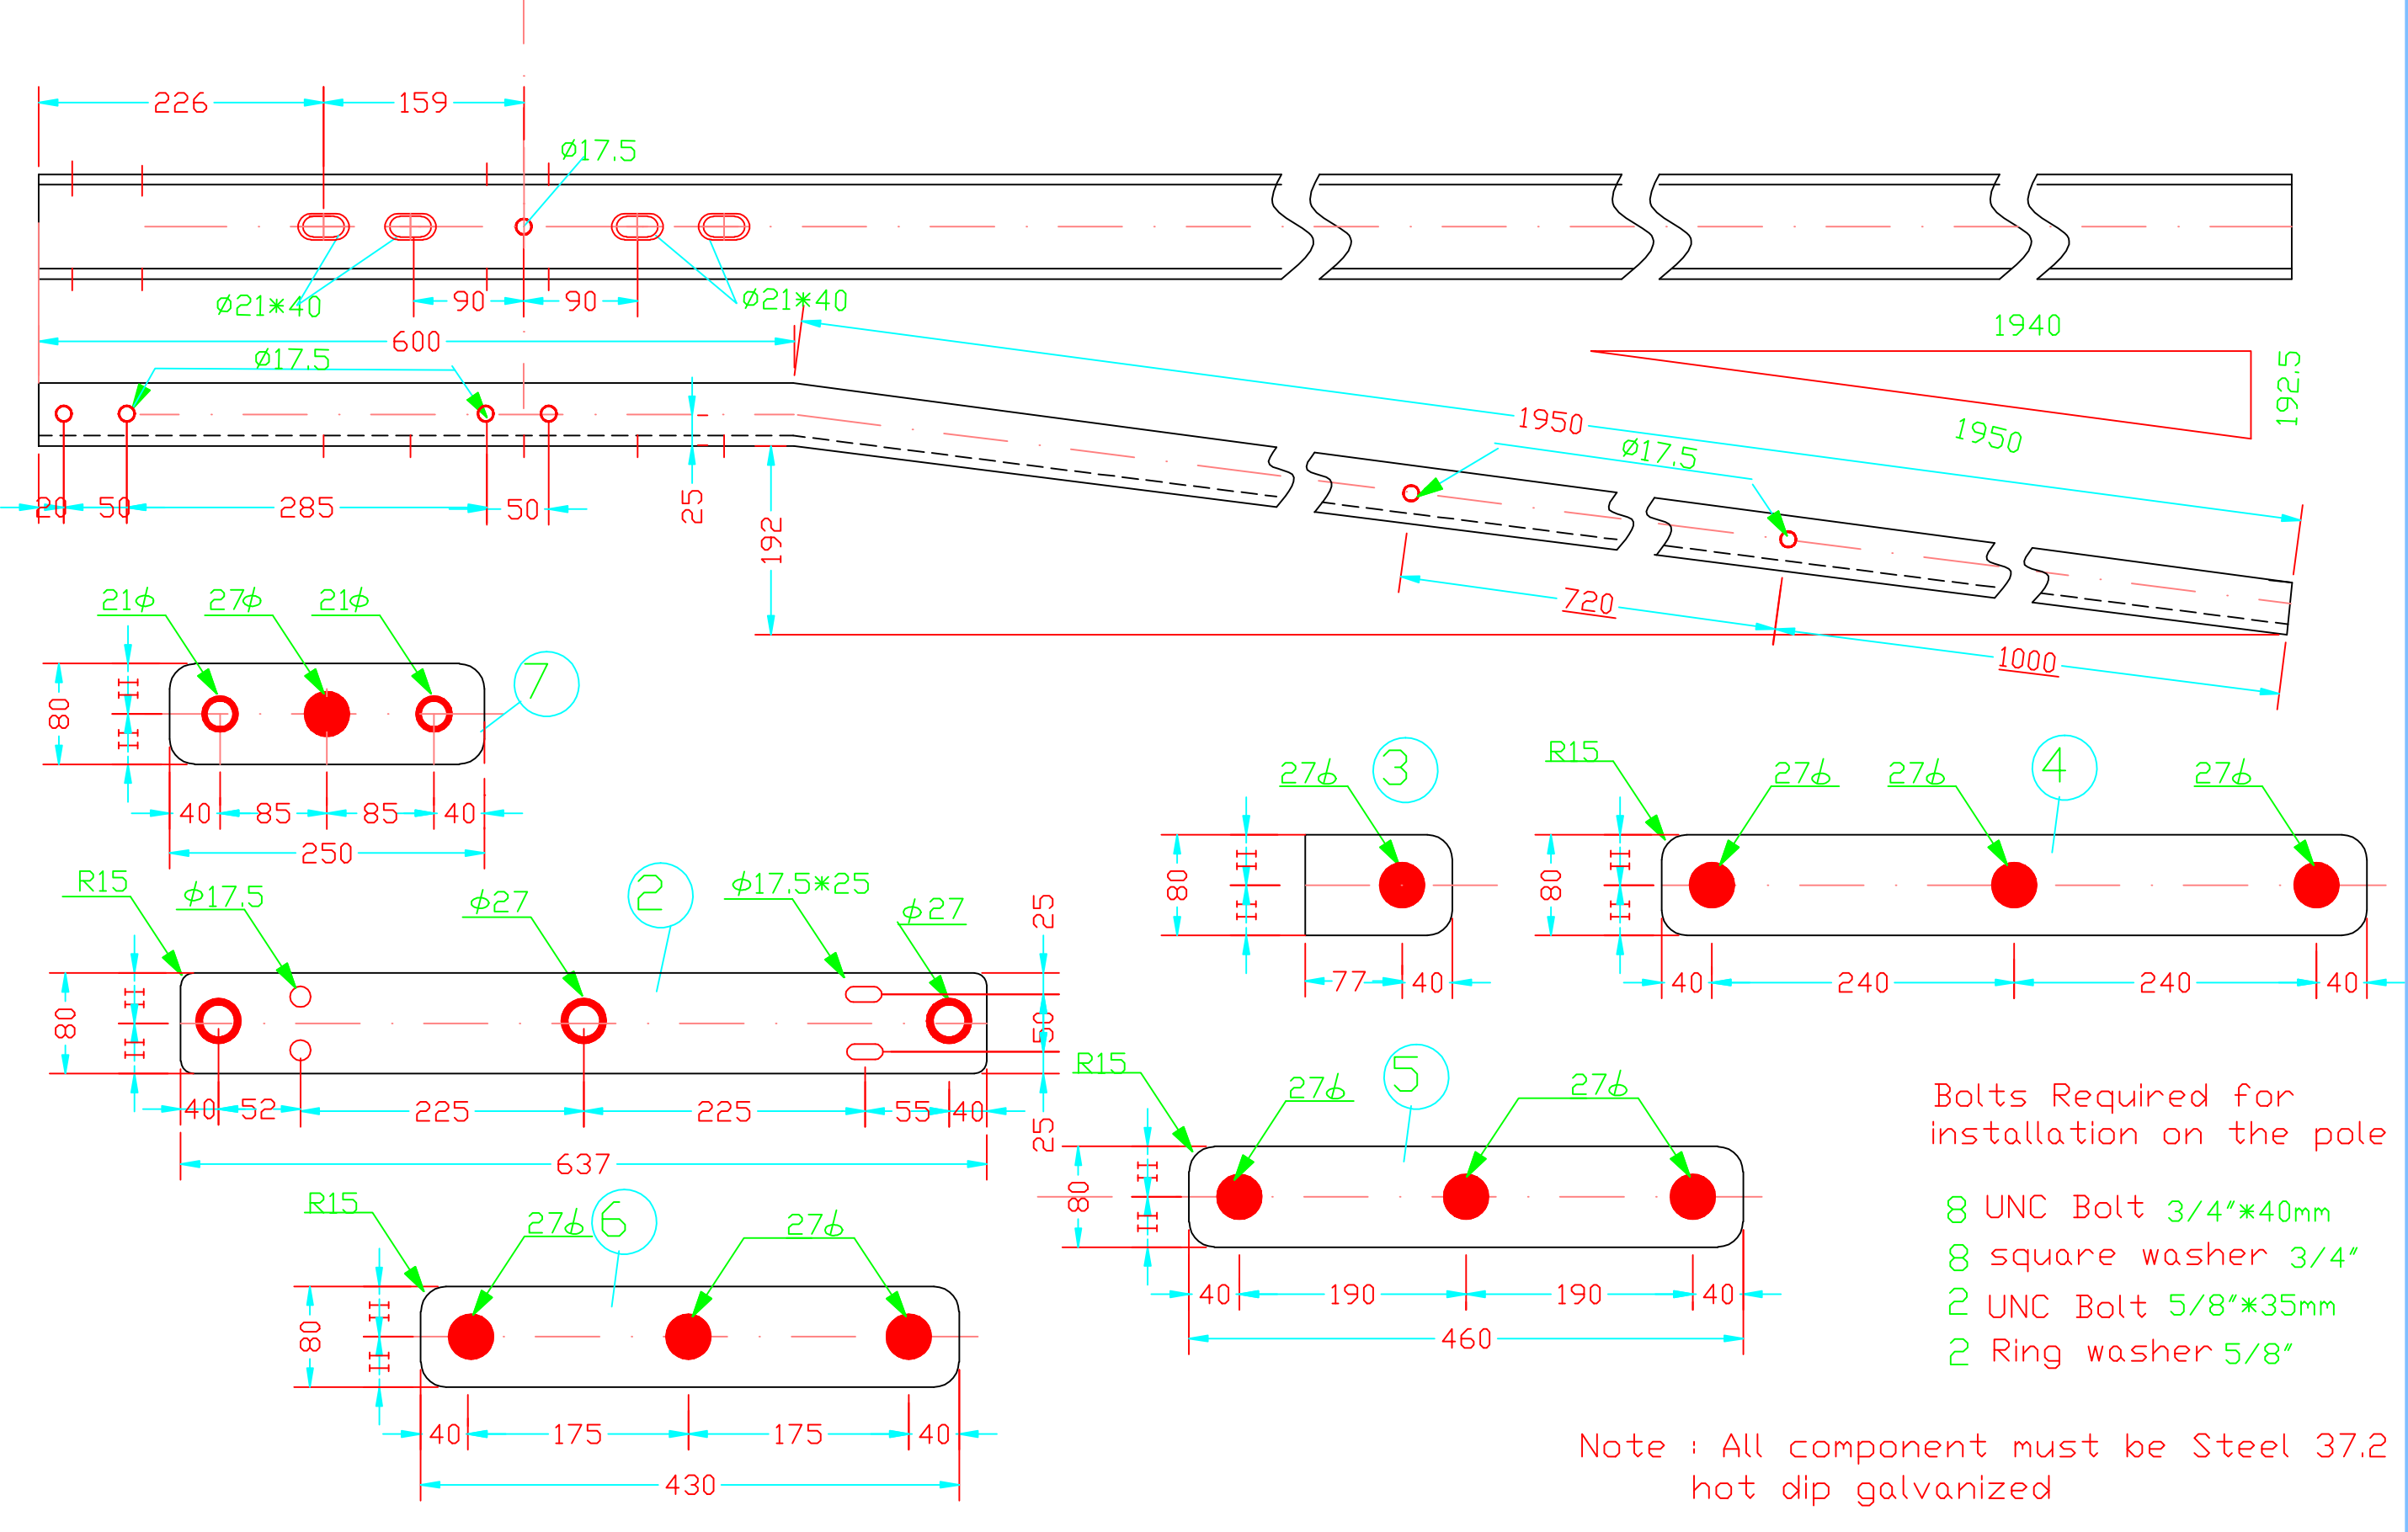 226
159
ø17.5
ø21*40
90
90
ø21*40
600
1940
ø17.5
192.5
1950
1950
ø17.5
20
50
285
50
25
192
720
1000
21ϕ
27ϕ
21ϕ
7
80
=
=
40
85
85
40
250
27ϕ
3
80
=
=
77
40
R15
27ϕ
27ϕ
4
27ϕ
80
=
=
40
240
240
40
R15
ϕ17.5
ϕ27
2
ϕ17.5*25
ϕ27
25
50
25
80
=
=
40
52
225
225
55
40
637
R15
27ϕ
5
27ϕ
80
=
=
40
190
190
40
460
R15
27ϕ
6
27ϕ
80
=
=
40
175
175
40
430
Bolts Required for
installation on the pole
8 UNC Bolt 3/4"*40mm
8 square washer 3/4"
2 UNC Bolt 5/8"*35mm
2 Ring washer 5/8"
Note : All component must be Steel 37.2
hot dip galvanized